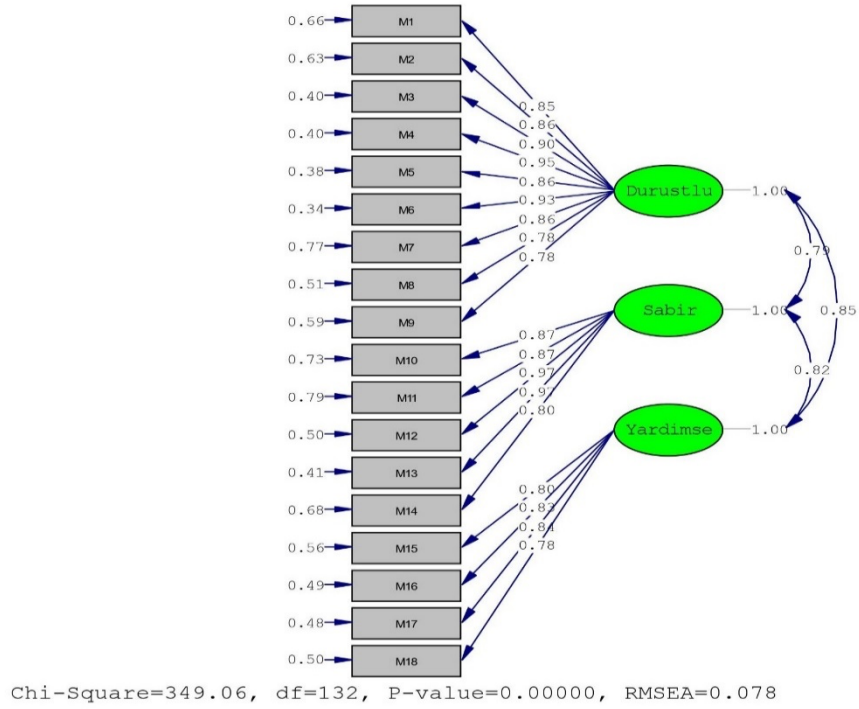 0.66 M1
0.63 M2
0.40 M3
0.40 M4
0.38 M5
0.34 M6
0.77 M7
0.51 M8
0.59 M9
0.73 M10
0.79 M11
0.50 M12
0.41 M13
0.68 M14
0.56 M15
0.49 M16
0.48 M17
0.50 M18
0.85
0.86
0.90
0.95
0.86
0.93
0.86
0.78
0.78
0.87
0.87
0.97
0.97
0.80
0.80
0.83
0.84
0.78
Durustlu 1.00
Sabir 1.00
Yardimse 1.00
0.79
0.85
0.82
Chi-Square=349.06, df=132, P-value=0.00000, RMSEA=0.078